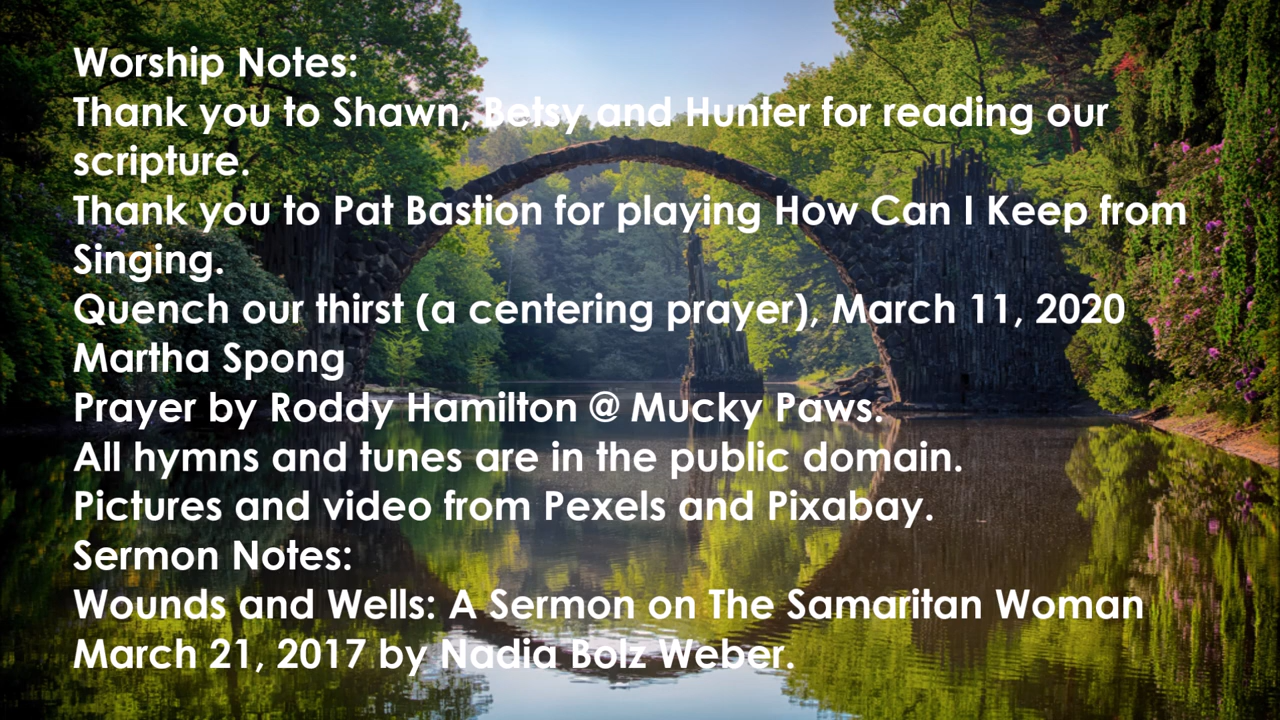 Worship Notes:
Thank you to Shawn, Betsy,and Hunter for reading our
scripture.
Thank you to Pat Bastion for playing How Can I Keep from
Singing.
Quench our thirst (a centering prayer), March 11, 2020
Martha Spong
Prayer by Roddy Hamilton @ Mucky Paws.
All hymns and tunes are in the public domain.
Pictures and video from Pexels and Pixabay.
Sermon Notes:
Wounds and Wells: A Sermon on The Samaritan Woman
March 21, 2017 by Nadia Bolz Weber.